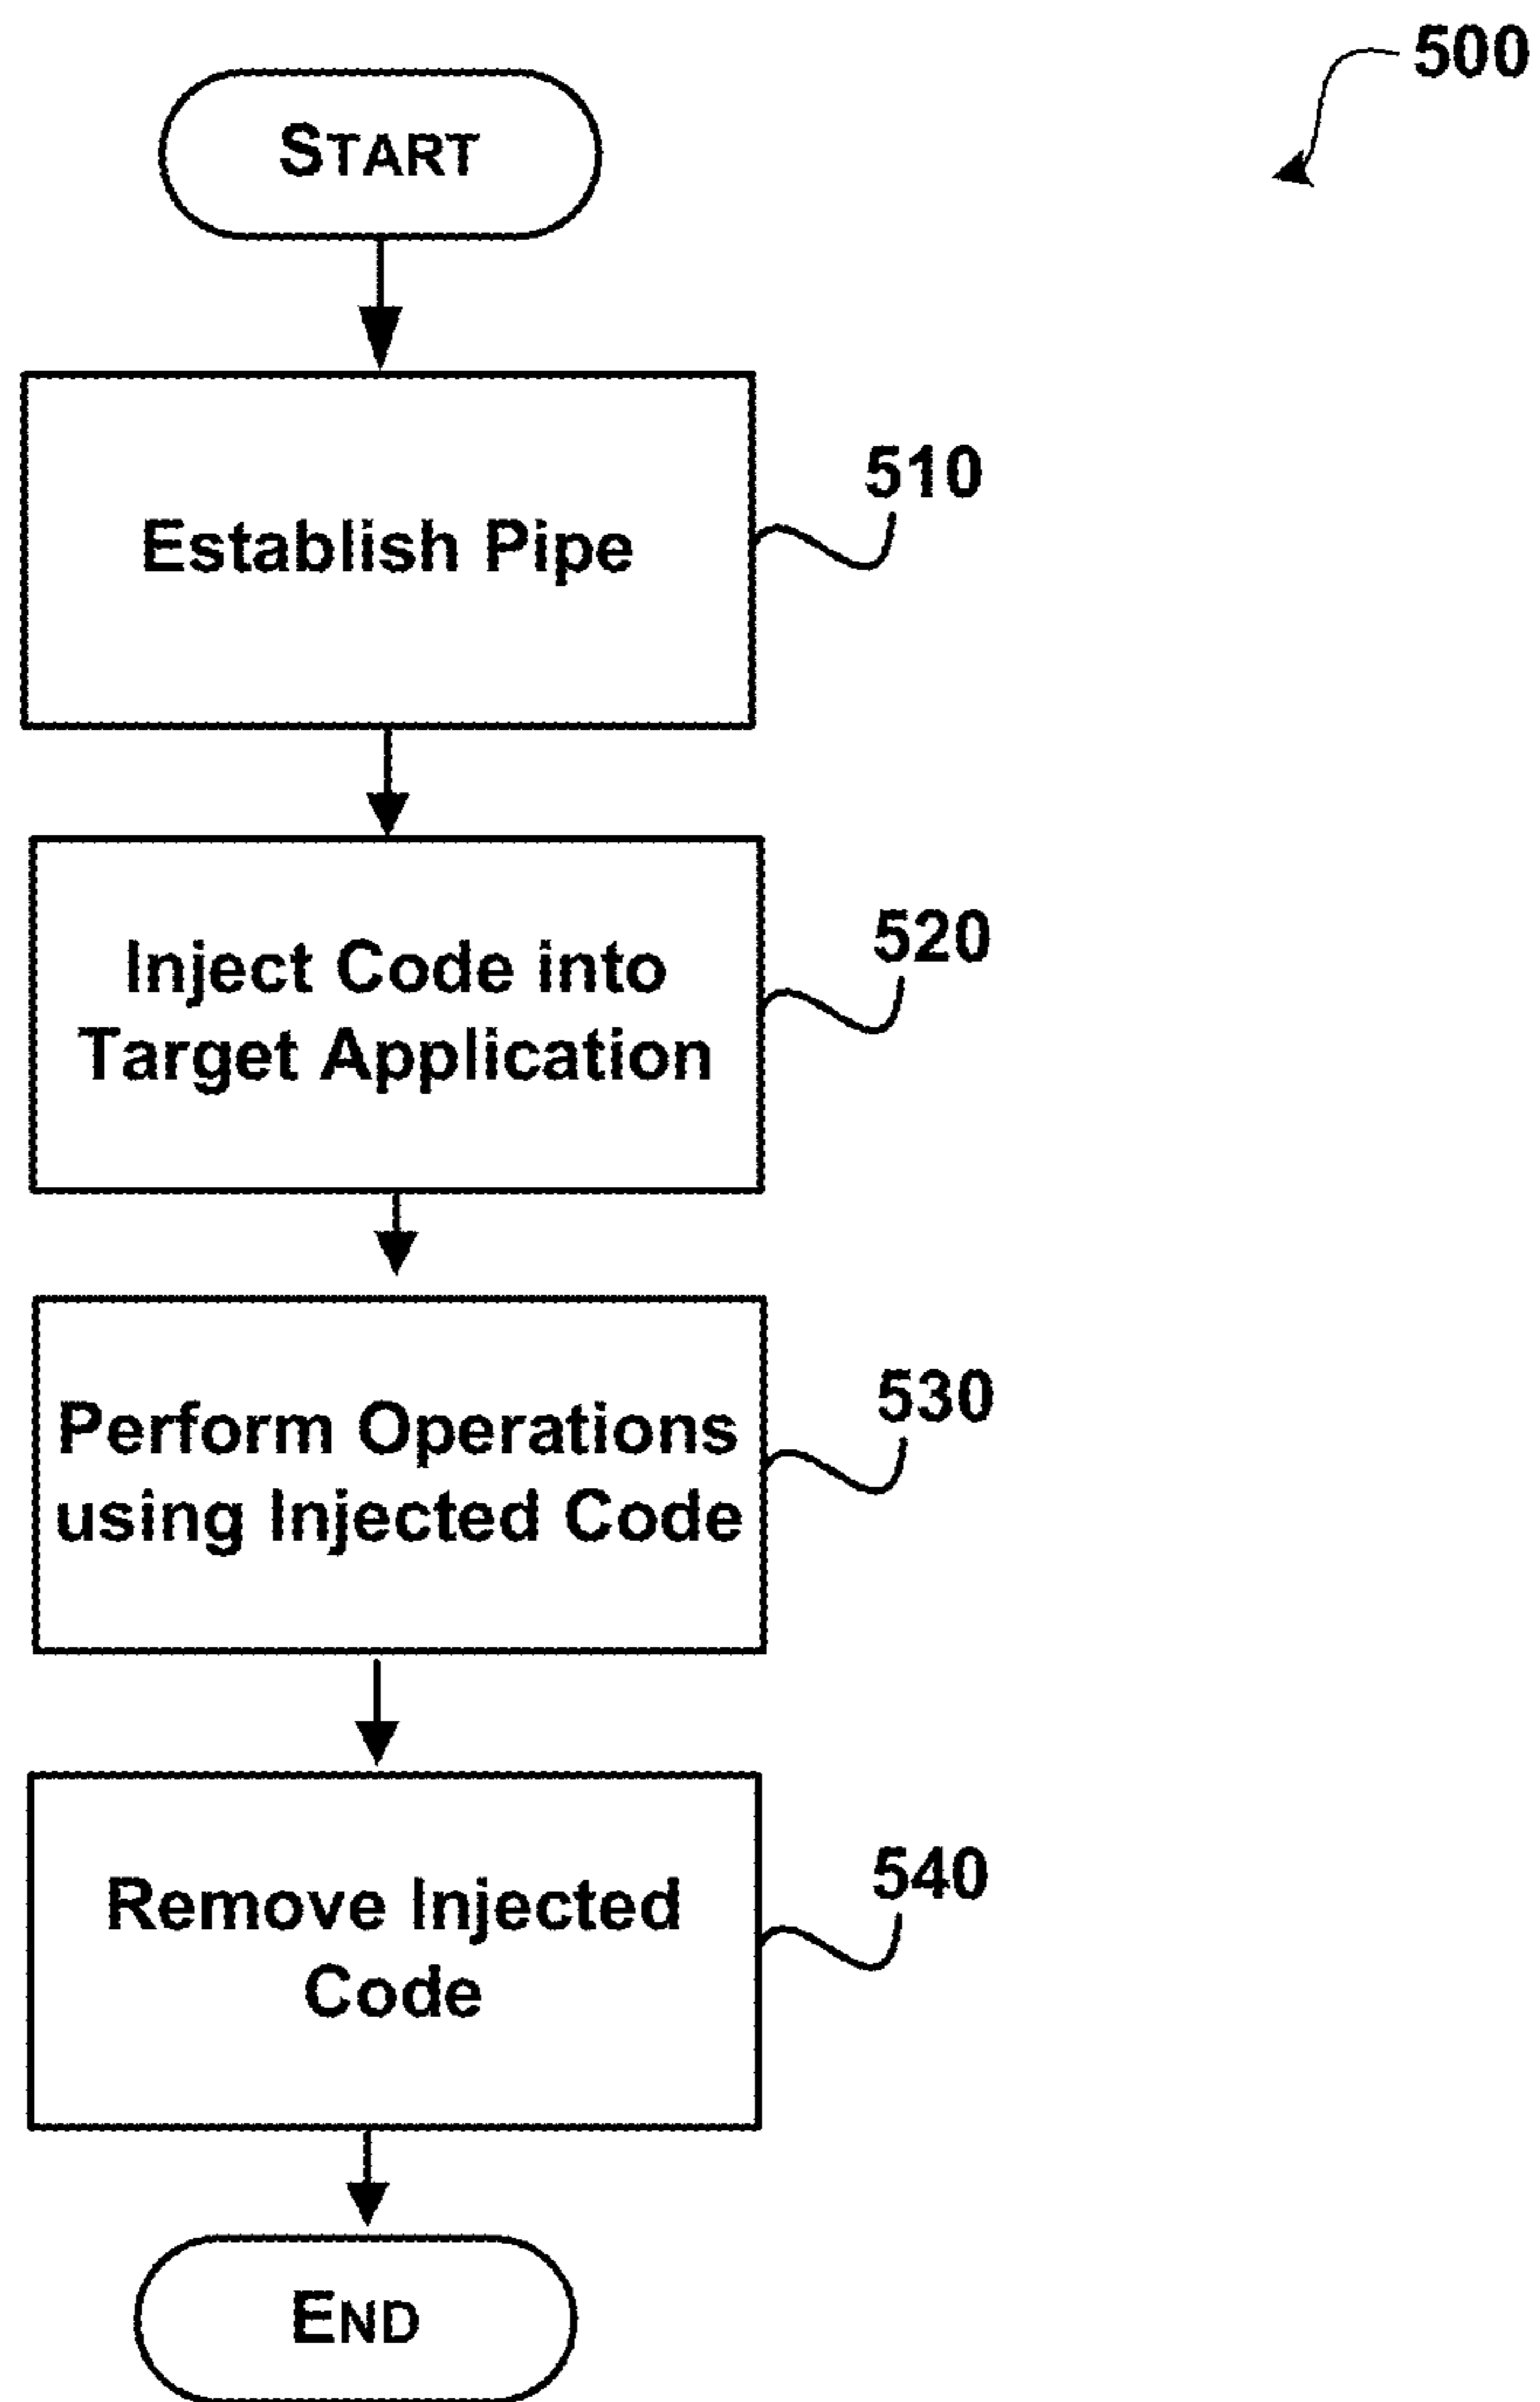 500
START
Establish Pipe
510
Inject Code into
Target Application
520
Perform Operations
using Injected Code
530
Remove Injected
Code
540
END